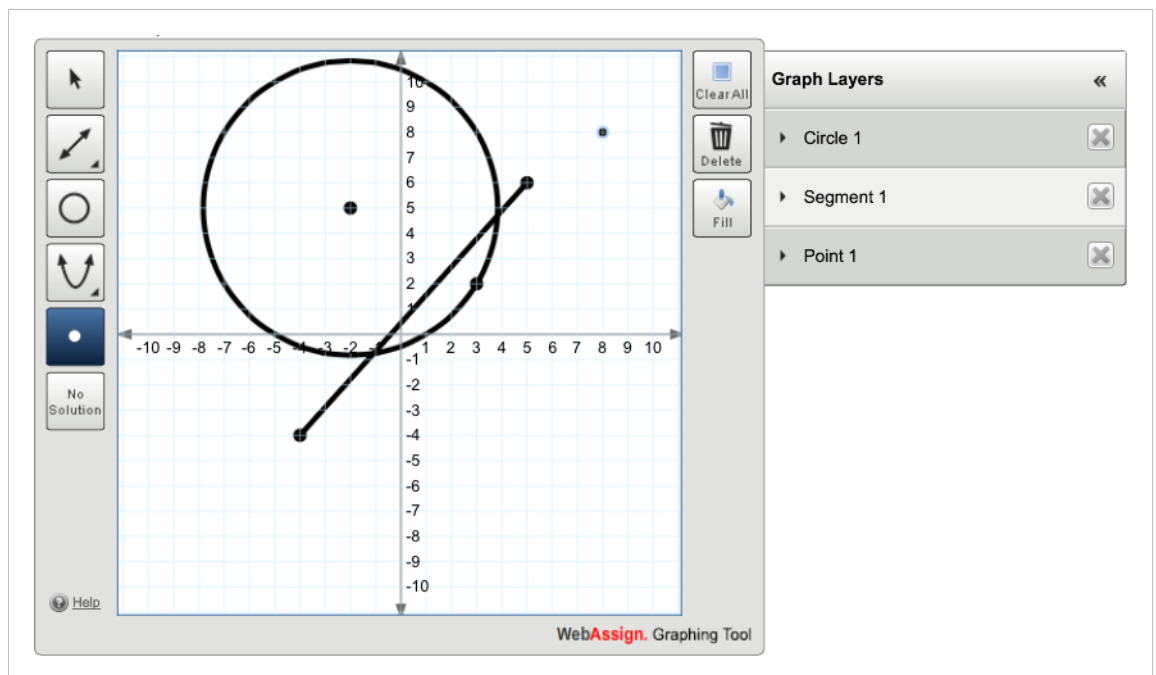 Clear All
Delete
Fill
No
Solution
Help
10
9
8
7
6
5
4
3
2
1
-10 -9 -8 -7 -6 -5 -4 -3 -2 -1 1 2 3 4 5 6 7 8 9 10
-1
-2
-3
-4
-5
-6
-7
-8
-9
-10
WebAssign. Graphing Tool
Graph Layers «
Circle 1
Segment 1
Point 1